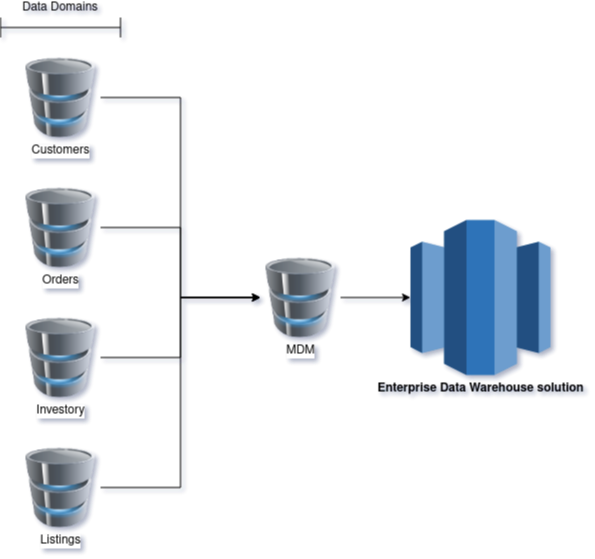 Data Domains
Customers
Orders
Investory
Listings
MDM
Enterprise Data Warehouse solution